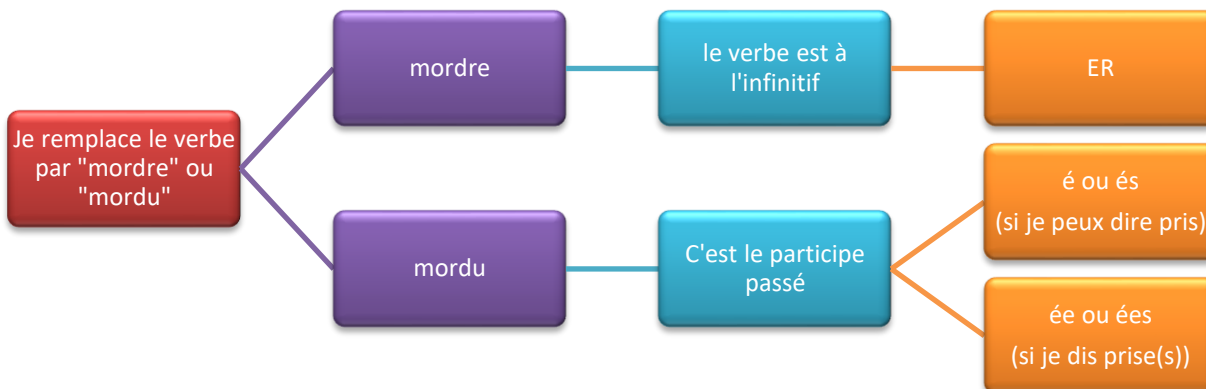 Je remplace le verbe
par "mordre" ou
"mordu"
mordre
le verbe est à
l'infinitif
ER
mordu
C'est le participe
passé
é ou és
(si je peux dire pris)
ée ou ées
(si je dis prise(s))